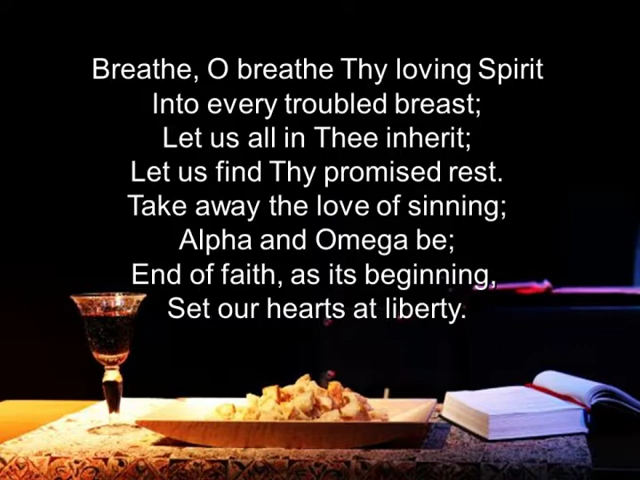 Breathe, O breathe Thy loving Spirit
Into every troubled breast;
Let us all in Thee inherit;
Let us find Thy promised rest.
Take away the love of sinning;
Alpha and Omega be;
End of faith, as its beginning,
Set our hearts at liberty.